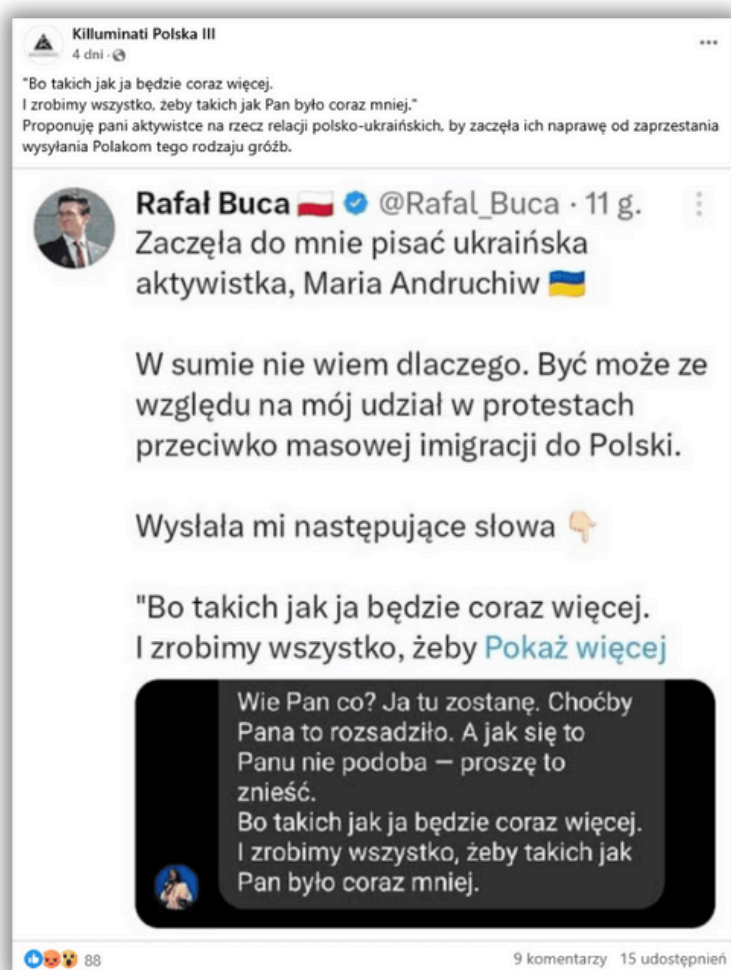 Killuminati Polska III
4 dni ·
"Bo takich jak ja będzie coraz więcej.
I zrobimy wszystko, żeby takich jak Pan było coraz mniej."
Proponuję pani aktywistce na rzecz relacji polsko-ukraińskich, by zaczęła ich naprawę od zaprzestania
wysyłania Polakom tego rodzaju gróźb.
Rafał Buca 🇵🇱 @Rafal_Buca · 11 g.
Zaczęła do mnie pisać ukraińska
aktywistka, Maria Andruchiw 🇺🇦
W sumie nie wiem dlaczego. Być może ze
względu na mój udział w protestach
przeciwko masowej imigracji do Polski.
Wysłała mi następujące słowa 👇🏻
"Bo takich jak ja będzie coraz więcej.
I zrobimy wszystko, żeby Pokaż więcej
Wie Pan co? Ja tu zostanę. Choćby
Pana to rozsadziło. A jak się to
Panu nie podoba — proszę to
znieść.
Bo takich jak ja będzie coraz więcej.
I zrobimy wszystko, żeby takich jak
Pan było coraz mniej.
88
9 komentarzy 15 udostępnień